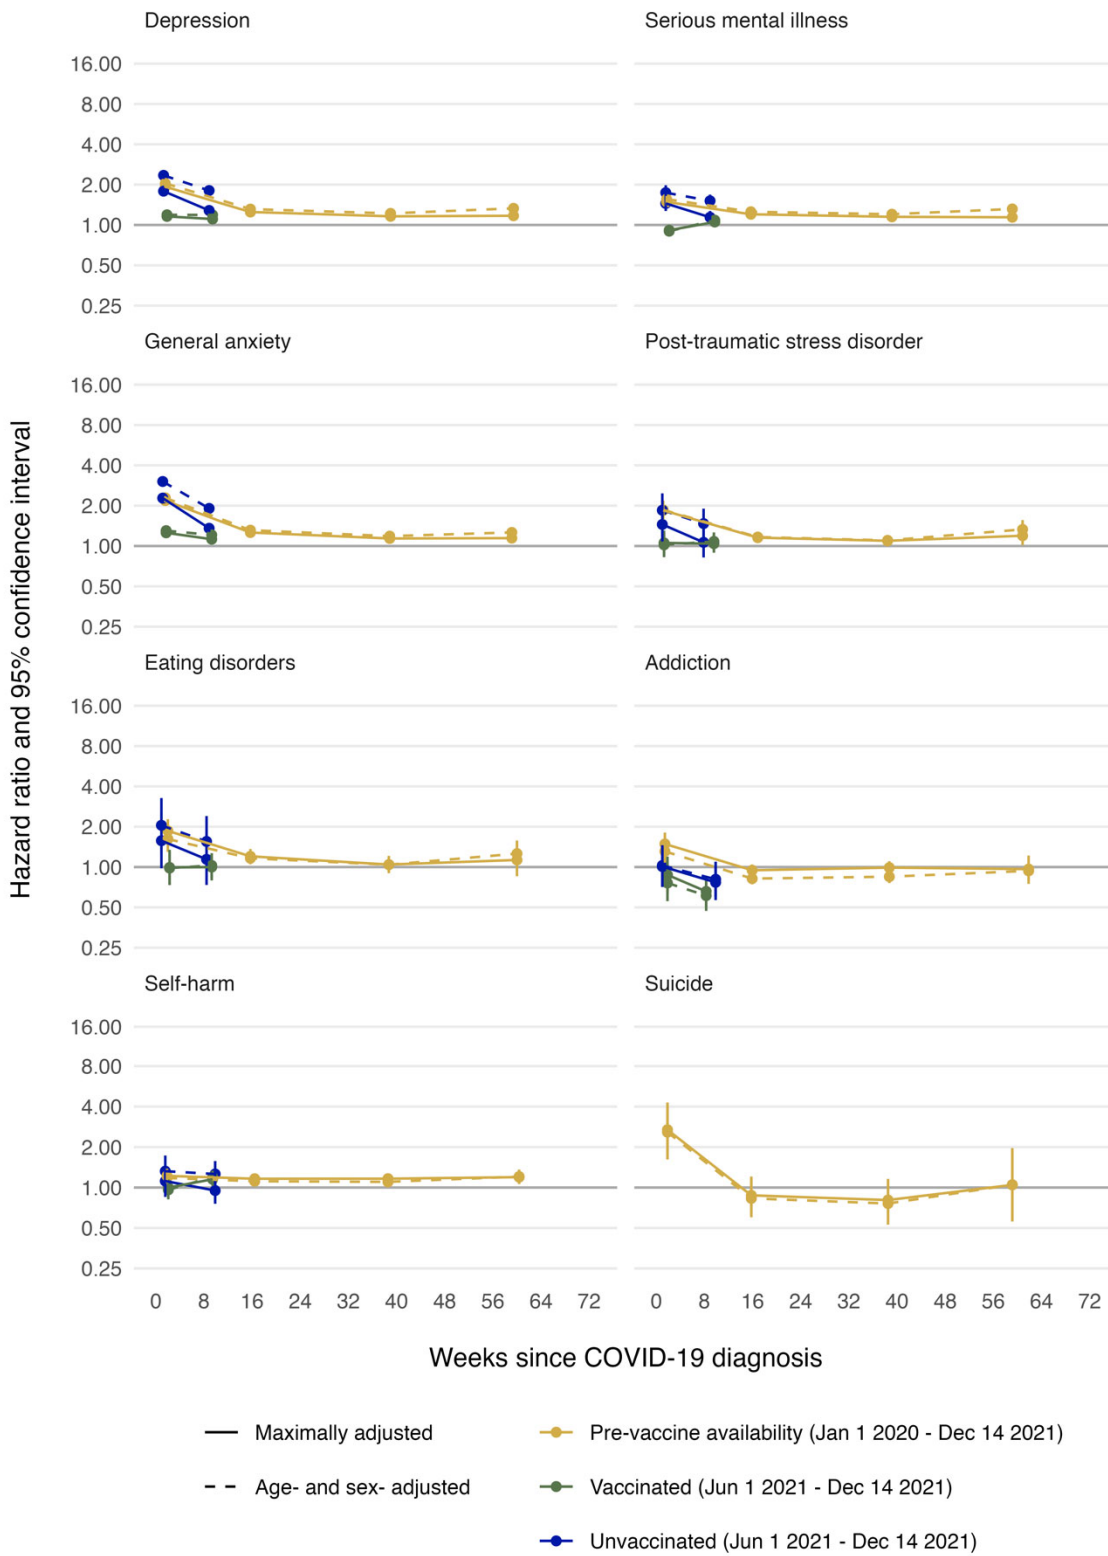 Depression
Serious mental illness
16.00
8.00
4.00
2.00
1.00
0.50
0.25
General anxiety
Post-traumatic stress disorder
16.00
8.00
4.00
2.00
1.00
0.50
0.25
Hazard ratio and 95% confidence interval
Eating disorders
Addiction
16.00
8.00
4.00
2.00
1.00
0.50
0.25
Self-harm
Suicide
16.00
8.00
4.00
2.00
1.00
0.50
0.25
0 8 16 24 32 40 48 56 64 72
0 8 16 24 32 40 48 56 64 72
Weeks since COVID-19 diagnosis
Maximally adjusted
Pre-vaccine availability (Jan 1 2020 - Dec 14 2021)
Age- and sex- adjusted
Vaccinated (Jun 1 2021 - Dec 14 2021)
Unvaccinated (Jun 1 2021 - Dec 14 2021)